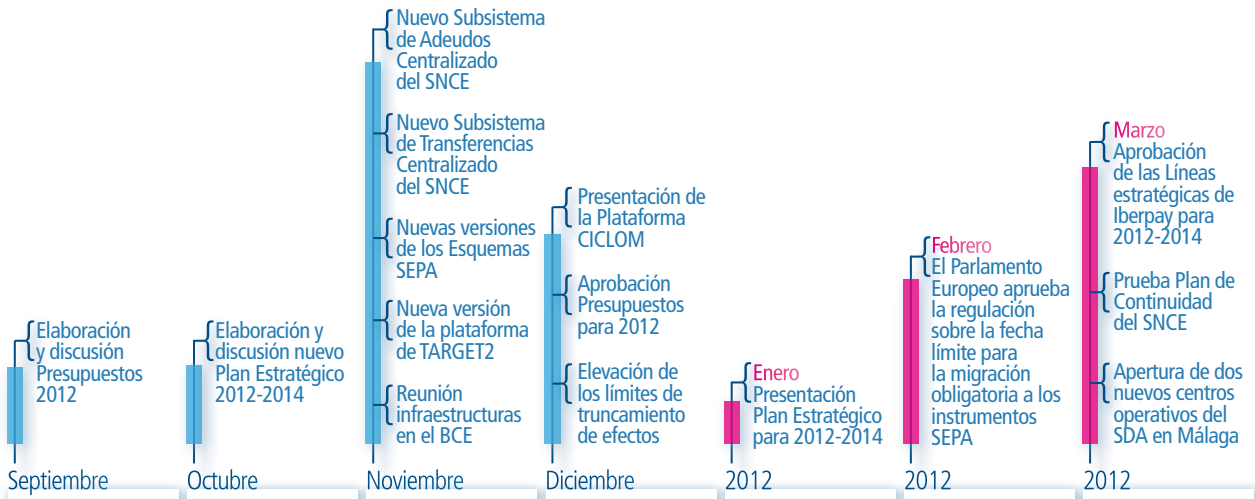 Elaboración
y discusión
Presupuestos
2012
Septiembre
Elaboración y
discusión nuevo
Plan Estratégico
2012-2014
Octubre
Nuevo Subsistema
de Adeudos
Centralizado
del SNCE
Nuevo Subsistema
de Transferencias
Centralizado
del SNCE
Nuevas versiones
de los Esquemas
SEPA
Nueva versión
de la plataforma
de TARGET2
Reunión
infraestructuras
en el BCE
Noviembre
Presentación de
la Plataforma
CICLOM
Aprobación
Presupuestos
para 2012
Elevación de
los límites de
truncamiento
de efectos
Diciembre
Enero
Presentación
Plan Estratégico
para 2012-2014
2012
Febrero
El Parlamento
Europeo aprueba
la regulación
sobre la fecha
límite para
la migración
obligatoria a los
instrumentos
SEPA
2012
Marzo
Aprobación
de las Líneas
estratégicas de
Iberpay para
2012-2014
Prueba Plan de
Continuidad
del SNCE
Apertura de dos
nuevos centros
operativos del
SDA en Málaga
2012